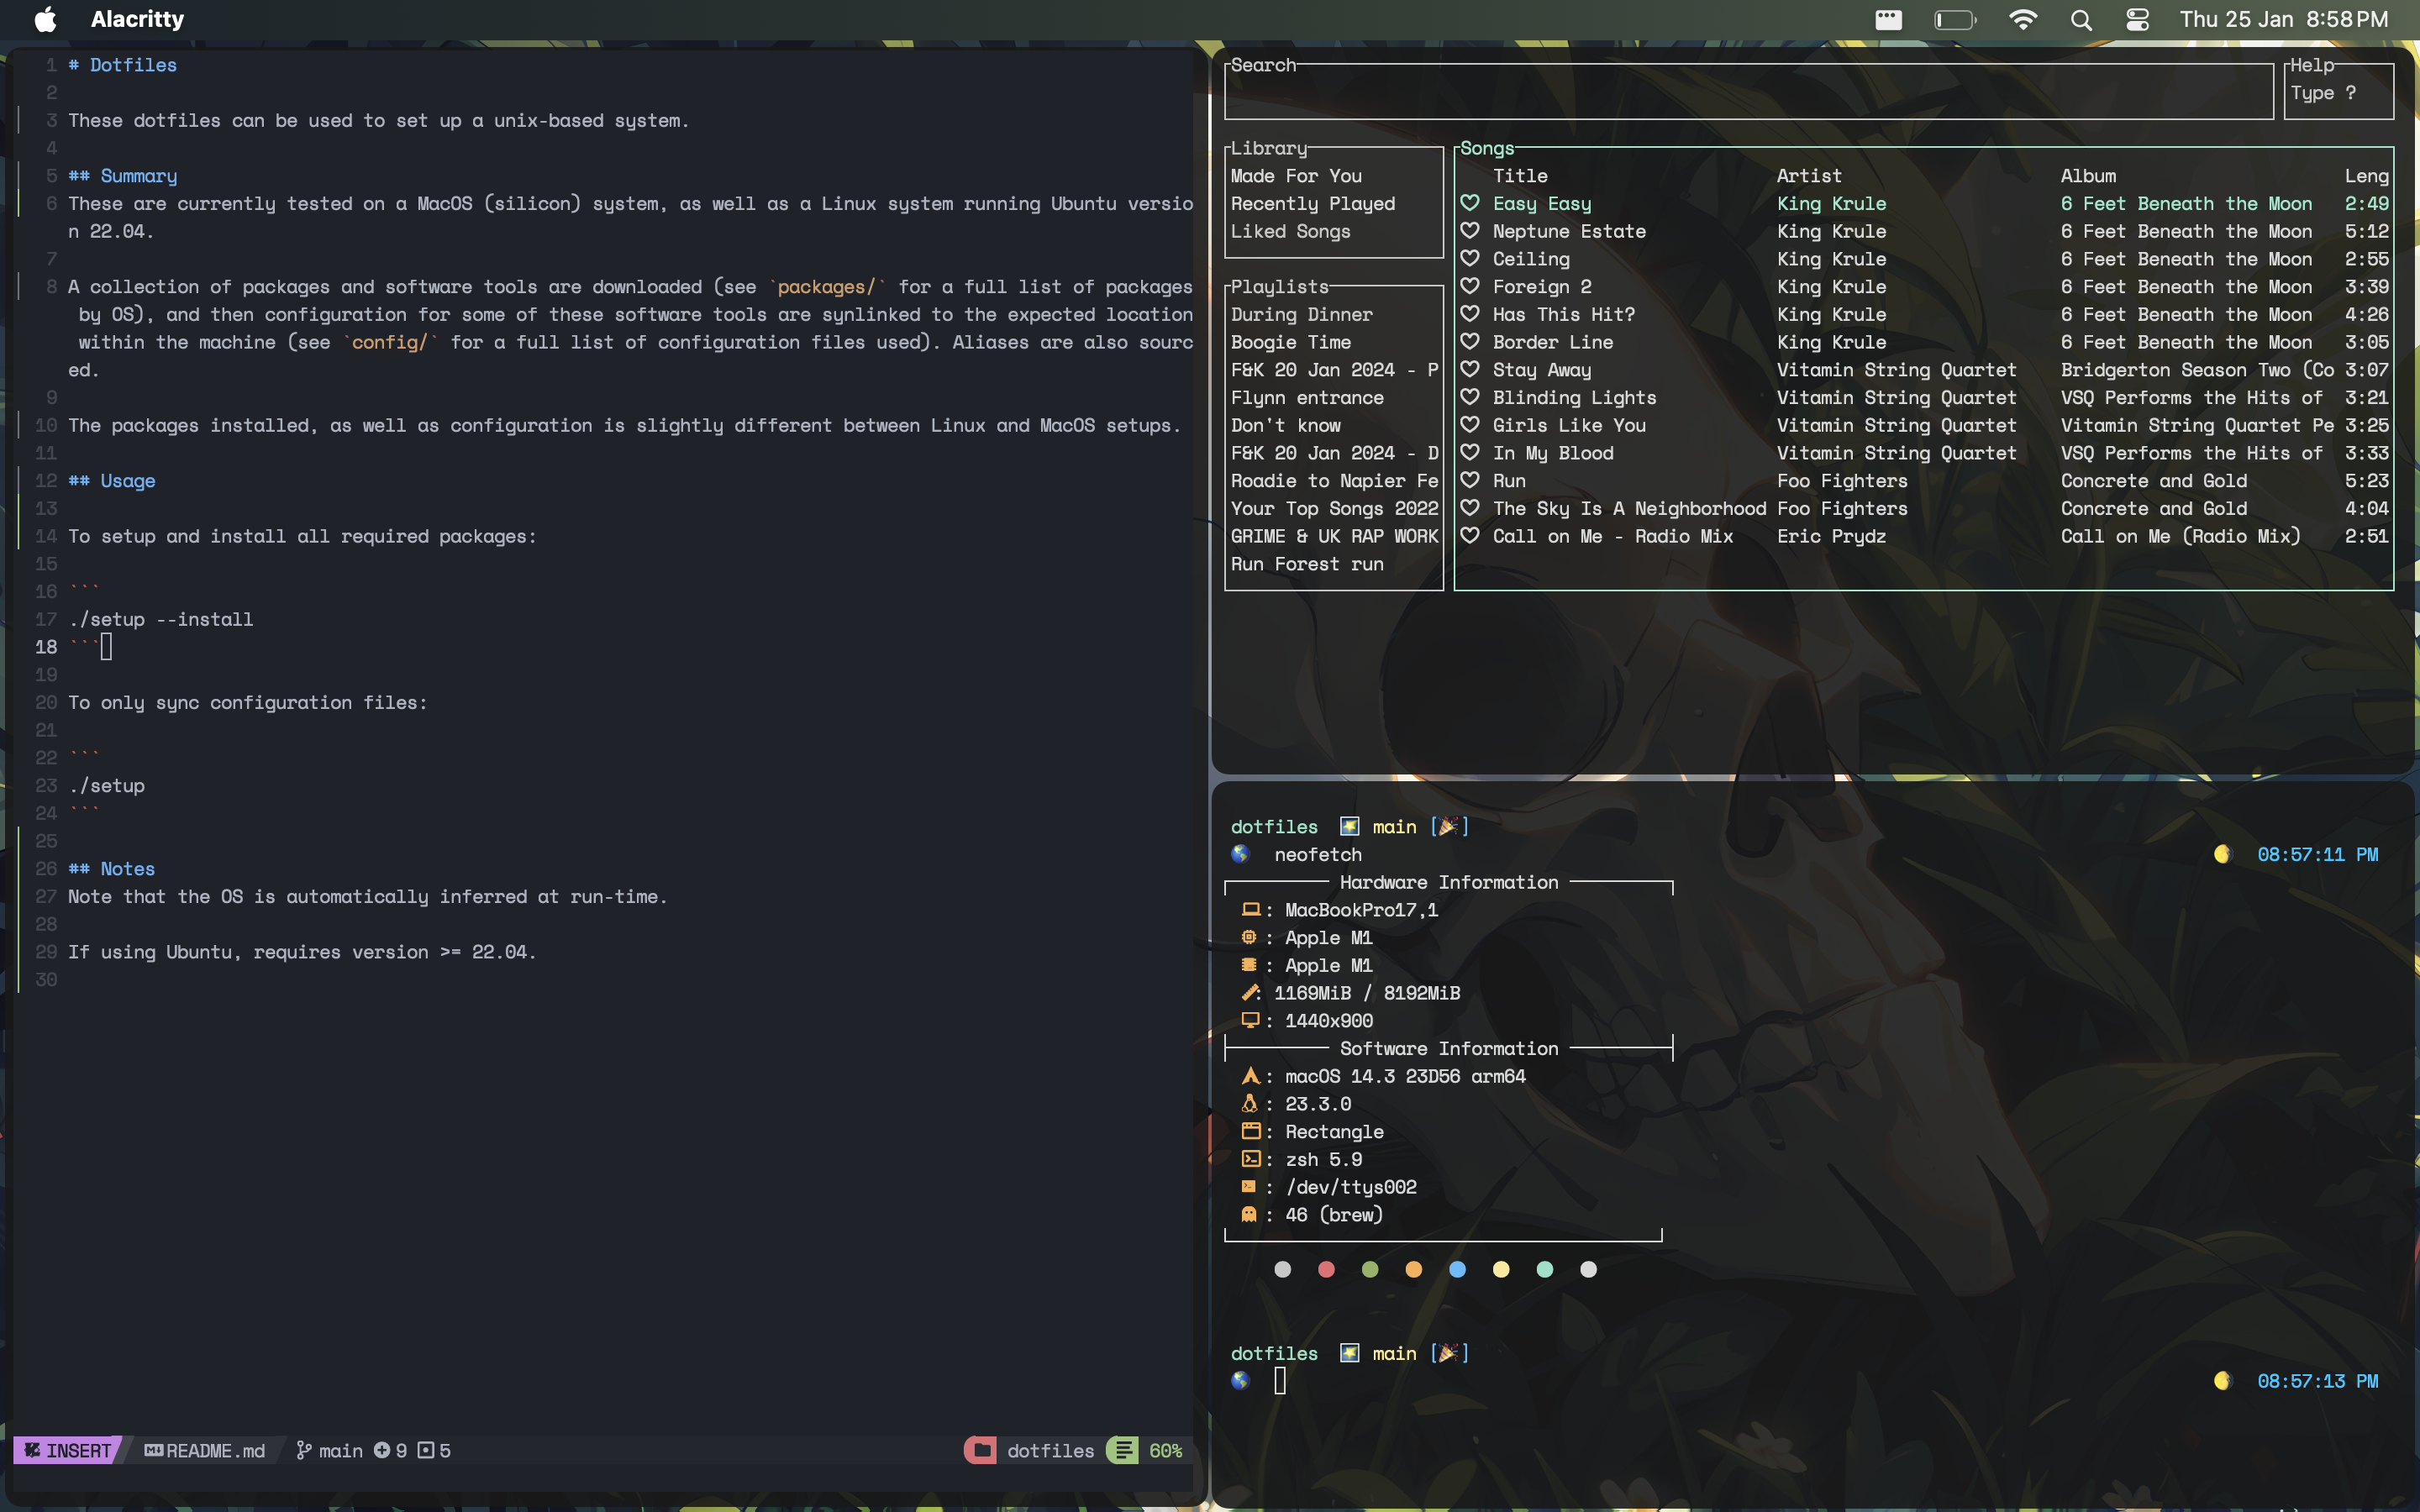 Alacritty
Thu 25 Jan 8:58 PM
1 # Dotfiles
2
3 These dotfiles can be used to set up a unix-based system.
4
5 ## Summary
6 These are currently tested on a MacOS (silicon) system, as well as a Linux system running Ubuntu versio
n 22.04.
7
8 A collection of packages and software tools are downloaded (see `packages/` for a full list of packages
by OS), and then configuration for some of these software tools are synlinked to the expected location
within the machine (see `config/` for a full list of configuration files used). Aliases are also sourc
ed.
9
10 The packages installed, as well as configuration is slightly different between Linux and MacOS setups.
11
12 ## Usage
13
14 To setup and install all required packages:
15
16 ```
17 ./setup --install
18 ```
19
20 To only sync configuration files:
21
22 ```
23 ./setup
24 ```
25
26 ## Notes
27 Note that the OS is automatically inferred at run-time.
28
29 If using Ubuntu, requires version >= 22.04.
30
INSERT README.md main 9 5 dotfiles 60%
Search
Help
Type ?
Library
Made For You
Recently Played
Liked Songs
Playlists
During Dinner
Boogie Time
F&K 20 Jan 2024 - P
Flynn entrance
Don't know
F&K 20 Jan 2024 - D
Roadie to Napier Fe
Your Top Songs 2022
GRIME & UK RAP WORK
Run Forest run
Songs
Title Artist Album Leng
♡ Easy Easy King Krule 6 Feet Beneath the Moon 2:49
♡ Neptune Estate King Krule 6 Feet Beneath the Moon 5:12
♡ Ceiling King Krule 6 Feet Beneath the Moon 2:55
♡ Foreign 2 King Krule 6 Feet Beneath the Moon 3:39
♡ Has This Hit? King Krule 6 Feet Beneath the Moon 4:26
♡ Border Line King Krule 6 Feet Beneath the Moon 3:05
♡ Stay Away Vitamin String Quartet Bridgerton Season Two (Co 3:07
♡ Blinding Lights Vitamin String Quartet VSQ Performs the Hits of 3:21
♡ Girls Like You Vitamin String Quartet Vitamin String Quartet Pe 3:25
♡ In My Blood Vitamin String Quartet VSQ Performs the Hits of 3:33
♡ Run Foo Fighters Concrete and Gold 5:23
♡ The Sky Is A Neighborhood Foo Fighters Concrete and Gold 4:04
♡ Call on Me - Radio Mix Eric Prydz Call on Me (Radio Mix) 2:51
dotfiles main [🎉]
neofetch 08:57:11 PM
Hardware Information
: MacBookPro17,1
: Apple M1
: Apple M1
: 1169MiB / 8192MiB
: 1440x900
Software Information
: macOS 14.3 23D56 arm64
: 23.3.0
: Rectangle
: zsh 5.9
: /dev/ttys002
: 46 (brew)
dotfiles main [🎉]
08:57:13 PM